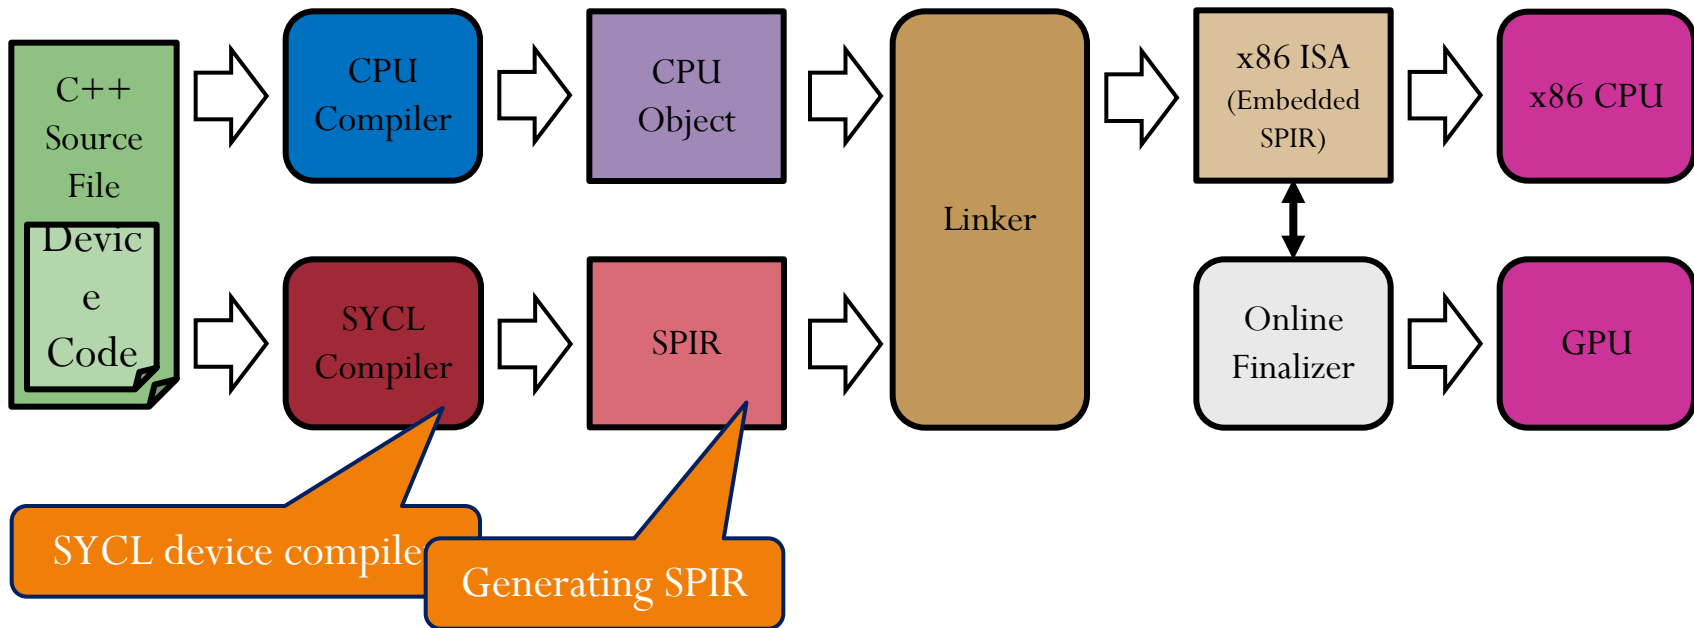 C++
Source
File
Devic
e
Code
CPU
Compiler
CPU
Object
Linker
x86 ISA
(Embedded
SPIR)
x86 CPU
SYCL
Compiler
SPIR
Online
Finalizer
GPU
SYCL device compile
Generating SPIR